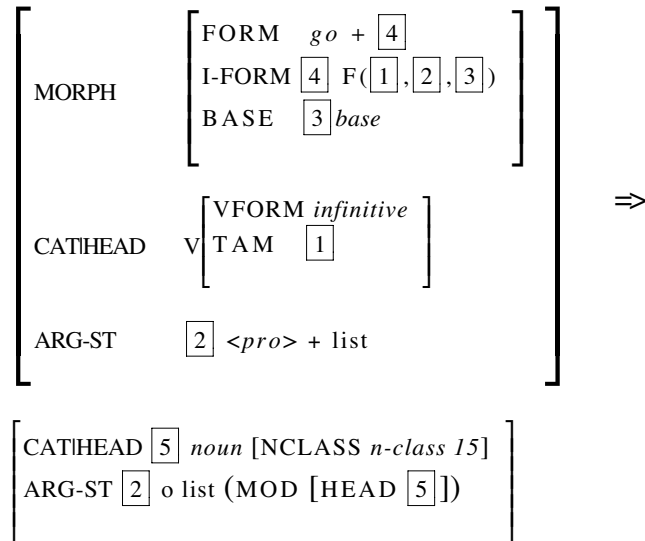 FORM go + 4
I-FORM 4 F(1,2,3)
MORPH
BASE 3 base
=>
VFORM infinitive
CAT|HEAD V TAM 1
ARG-ST 2 <pro> + list
CAT|HEAD 5 noun [NCLASS n-class 15]
ARG-ST 2 o list (MOD [HEAD 5])